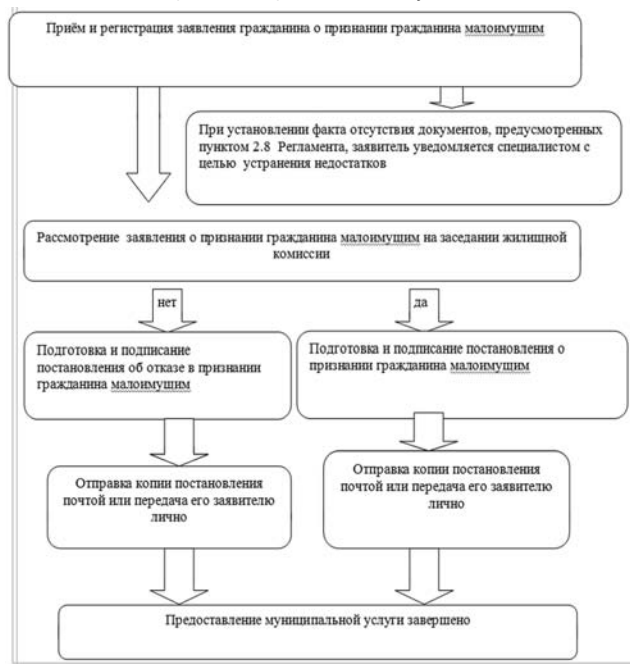 Приём и регистрация заявления гражданина о признании гражданина малоимущим
При установлении факта отсутствия документов, предусмотренных
пунктом 2.8 Регламента, заявитель уведомляется специалистом с
целью устранения недостатков
Рассмотрение заявления о признании гражданина малоимущим на заседании жилищной
комиссии
нет
да
Подготовка и подписание
постановления об отказе в признании
гражданина малоимущим
Подготовка и подписание постановления о
признании гражданина малоимущим
Отправка копии постановления
почтой или передача его заявителю
лично
Отправка копии постановления
почтой или передача его заявителю
лично
Предоставление муниципальной услуги завершено